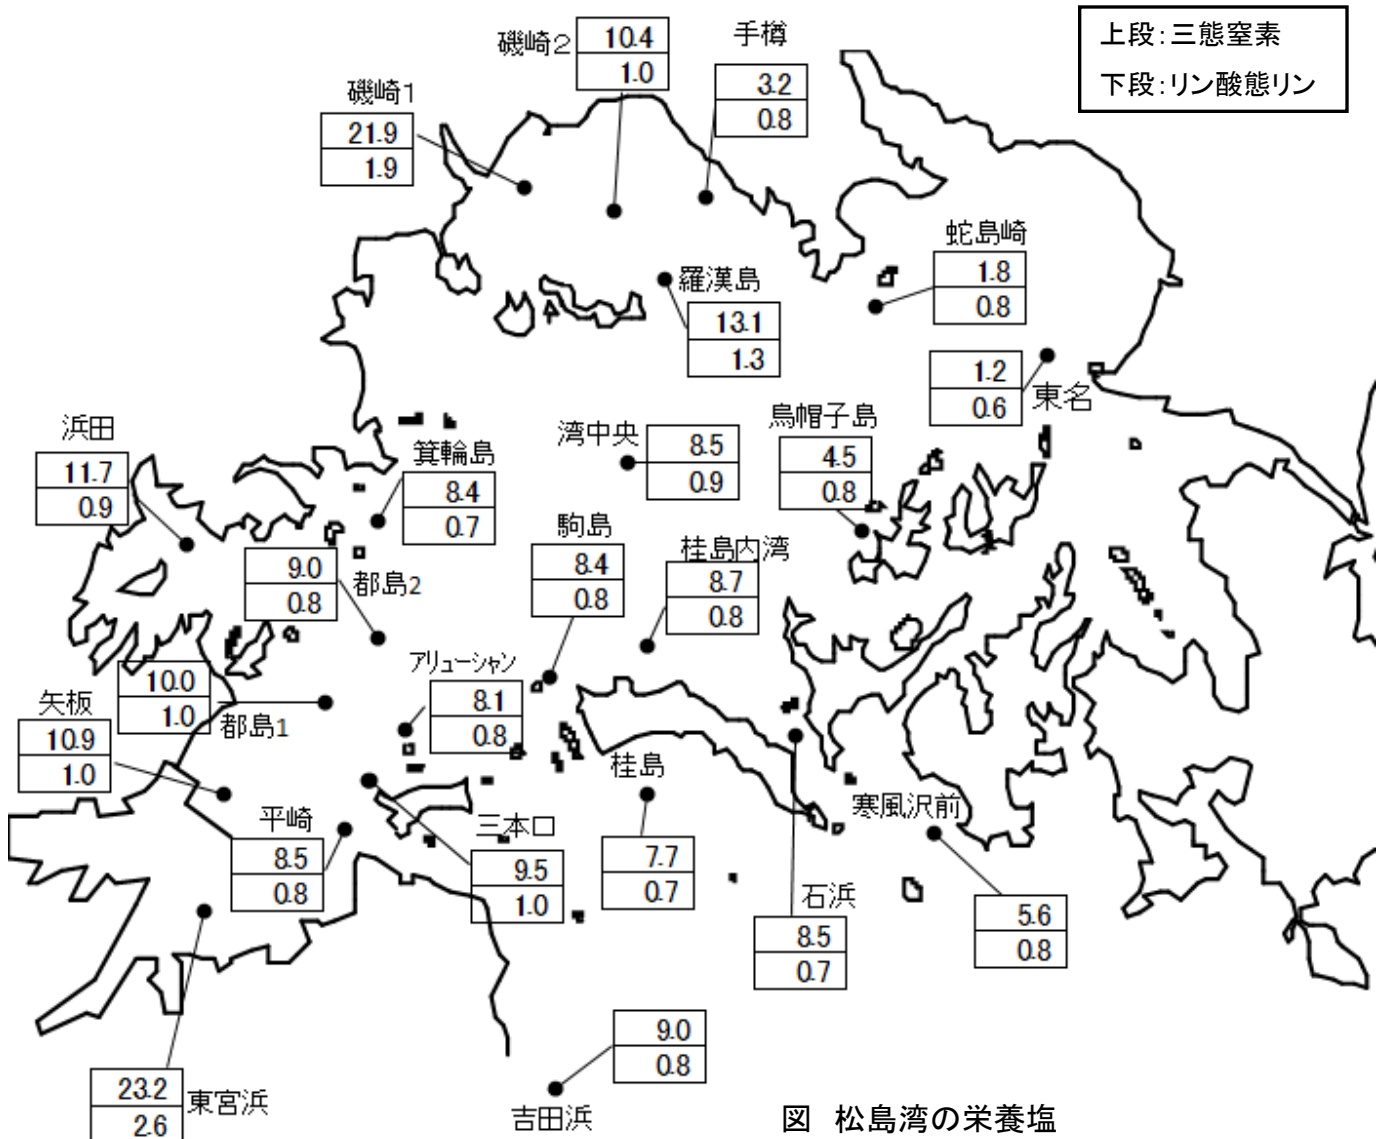 上段：三態窒素
下段：リン酸態リン
磯崎2
10.4
1.0
手樽
3.2
0.8
磯崎1
21.9
1.9
蛇島崎
1.8
0.8
羅漢島
13.1
1.3
1.2
0.6
東名
浜田
11.7
0.9
箕輪島
8.4
0.7
湾中央
8.5
0.9
烏帽子島
4.5
0.8
9.0
0.8
都島2
駒島
8.4
0.8
桂島内湾
8.7
0.8
10.0
1.0
都島1
アリューシャン
8.1
0.8
矢板
10.9
1.0
平崎
8.5
0.8
三本口
9.5
1.0
桂島
7.7
0.7
石浜
8.5
0.7
寒風沢前
5.6
0.8
23.2
2.6
東宮浜
9.0
0.8
吉田浜
図　松島湾の栄養塩